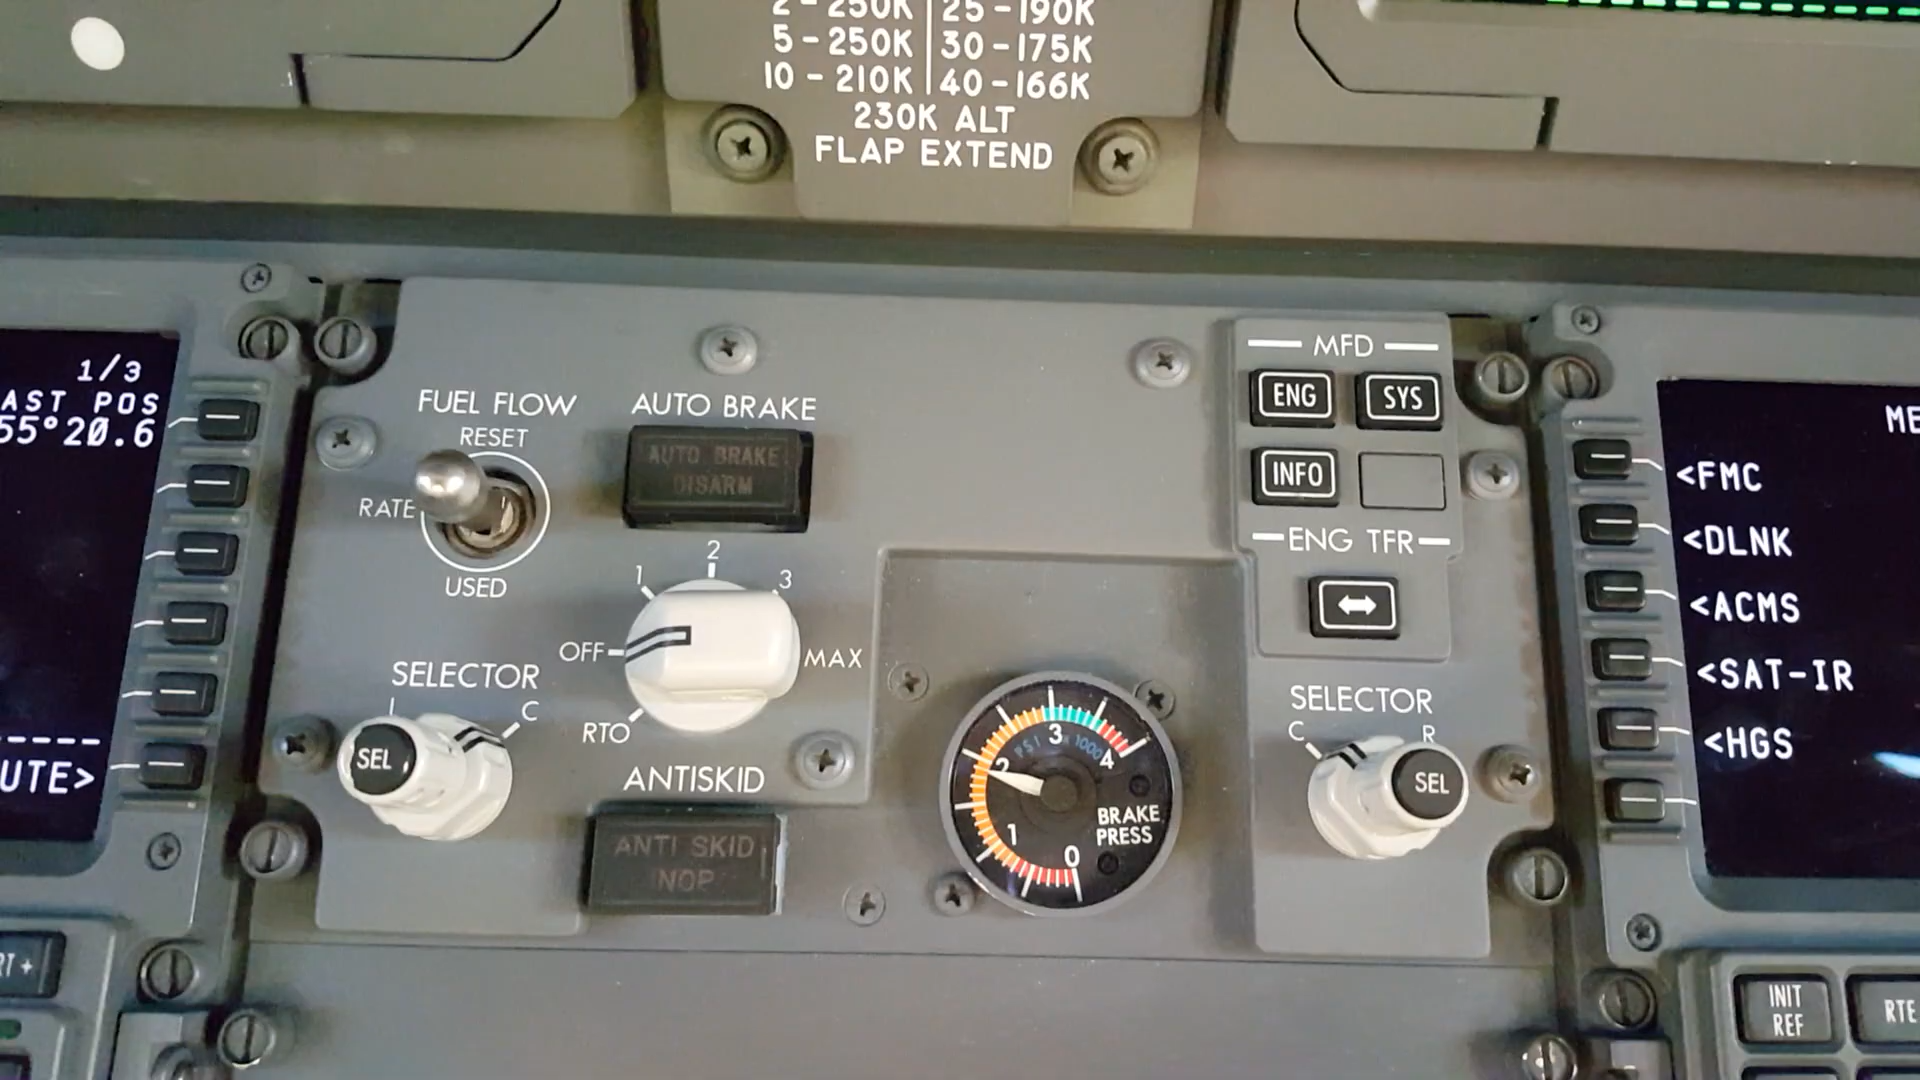 2-250K 25-190K
5-250K 30-175K
10-210K 40-166K
230K ALT
FLAP EXTEND
1/3
AST POS
55°20.6
-----
UTE>
RT +
FUEL FLOW
RESET
RATE
USED
AUTO BRAKE
AUTO BRAKE
DISARM
1
2
3
OFF
MAX
RTO
SELECTOR
L
C
SEL
ANTISKID
ANTI SKID
INOP
PSI x 1000
0
1
2
3
4
BRAKE
PRESS
MFD
ENG
SYS
INFO
ENG TFR
SELECTOR
C
R
SEL
ME
<FMC
<DLNK
<ACMS
<SAT-IR
<HGS
INIT
REF
RTE